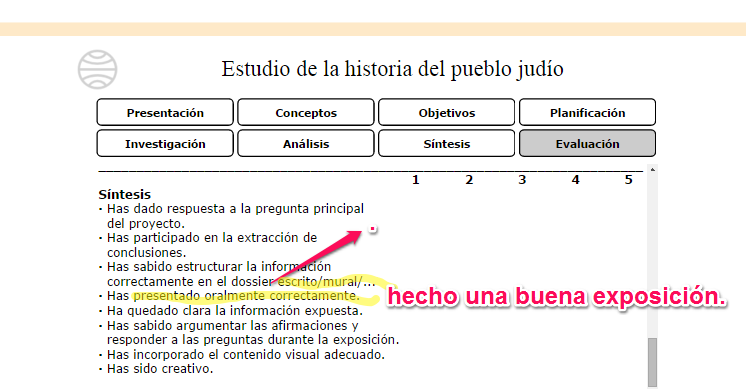 Estudio de la historia del pueblo judío
Presentación Conceptos Objetivos Planificación
Investigación Análisis Síntesis Evaluación
1 2 3 4 5
Síntesis
· Has dado respuesta a la pregunta principal
del proyecto.
· Has participado en la extracción de
conclusiones.
· Has sabido estructurar la información
correctamente en el dossier escrito/mural/...
· Has presentado oralmente correctamente.
hecho una buena exposición.
· Ha quedado clara la información expuesta.
· Has sabido argumentar las afirmaciones y
responder a las preguntas durante la exposición.
· Has incorporado el contenido visual adecuado.
· Has sido creativo.